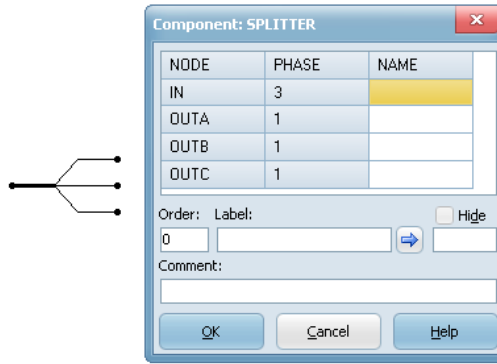 Component: SPLITTER
NODE PHASE NAME
IN 3
OUTA 1
OUTB 1
OUTC 1
Order: Label: Hide
0
Comment:
OK Cancel Help